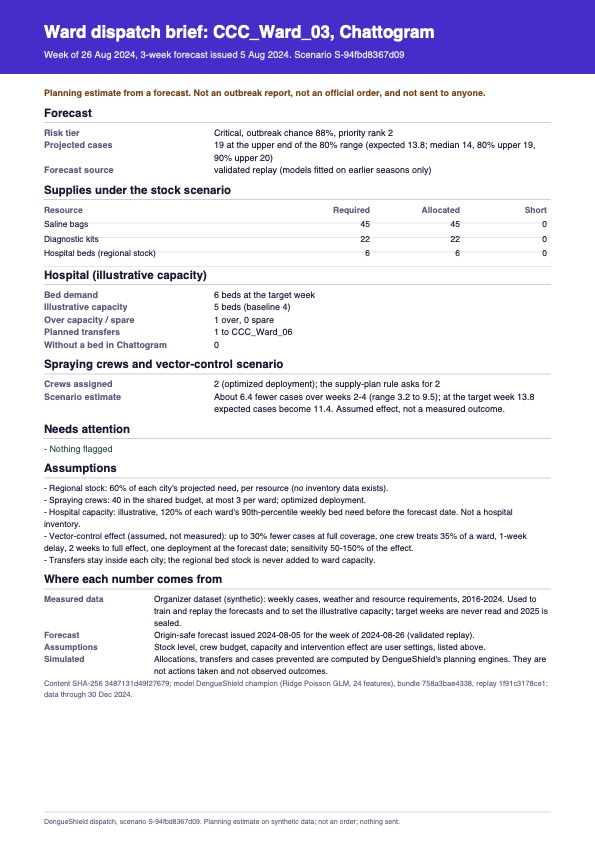 Ward dispatch brief: CCC_Ward_03, Chattogram
Week of 26 Aug 2024, 3-week forecast issued 5 Aug 2024. Scenario S-94fbd8367d09
Planning estimate from a forecast. Not an outbreak report, not an official order, and not sent to anyone.
Forecast
Risk tier Critical, outbreak chance 88%, priority rank 2
Projected cases 19 at the upper end of the 80% range (expected 13.8; median 14, 80% upper 19,
90% upper 20)
Forecast source validated replay (models fitted on earlier seasons only)
Supplies under the stock scenario
Resource Required Allocated Short
Saline bags 45 45 0
Diagnostic kits 22 22 0
Hospital beds (regional stock) 6 6 0
Hospital (illustrative capacity)
Bed demand 6 beds at the target week
Illustrative capacity 5 beds (baseline 4)
Over capacity / spare 1 over, 0 spare
Planned transfers 1 to CCC_Ward_06
Without a bed in Chattogram 0
Spraying crews and vector-control scenario
Crews assigned 2 (optimized deployment); the supply-plan rule asks for 2
Scenario estimate About 6.4 fewer cases over weeks 2-4 (range 3.2 to 9.5); at the target week 13.8
expected cases become 11.4. Assumed effect, not a measured outcome.
Needs attention
- Nothing flagged
Assumptions
- Regional stock: 60% of each city's projected need, per resource (no inventory data exists).
- Spraying crews: 40 in the shared budget, at most 3 per ward; optimized deployment.
- Hospital capacity: illustrative, 120% of each ward's 90th-percentile weekly bed need before the forecast date. Not a hospital
inventory.
- Vector-control effect (assumed, not measured): up to 30% fewer cases at full coverage, one crew treats 35% of a ward, 1-week
delay, 2 weeks to full effect, one deployment at the forecast date; sensitivity 50-150% of the effect.
- Transfers stay inside each city; the regional bed stock is never added to ward capacity.
Where each number comes from
Measured data Organizer dataset (synthetic): weekly cases, weather and resource requirements, 2016-2024. Used to
train and replay the forecasts and to set the illustrative capacity; target weeks are never read and 2025 is
sealed.
Forecast Origin-safe forecast issued 2024-08-05 for the week of 2024-08-26 (validated replay).
Assumptions Stock level, crew budget, capacity and intervention effect are user settings, listed above.
Simulated Allocations, transfers and cases prevented are computed by DengueShield's planning engines. They are
not actions taken and not observed outcomes.
Content SHA-256 3487131d49f27679; model DengueShield champion (Ridge Poisson GLM, 24 features), bundle 758a3bae4338, replay 1f91c3178ce1;
data through 30 Dec 2024.
DengueShield dispatch, scenario S-94fbd8367d09. Planning estimate on synthetic data; not an order; nothing sent.